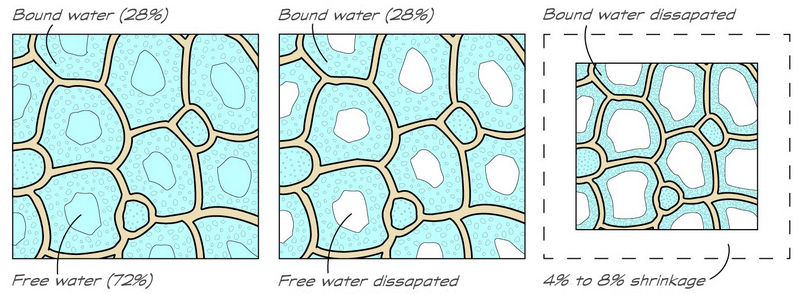 Bound water (28%)
Bound water (28%)
Bound water dissapated
Free water (72%)
Free water dissapated
4% to 8% shrinkage